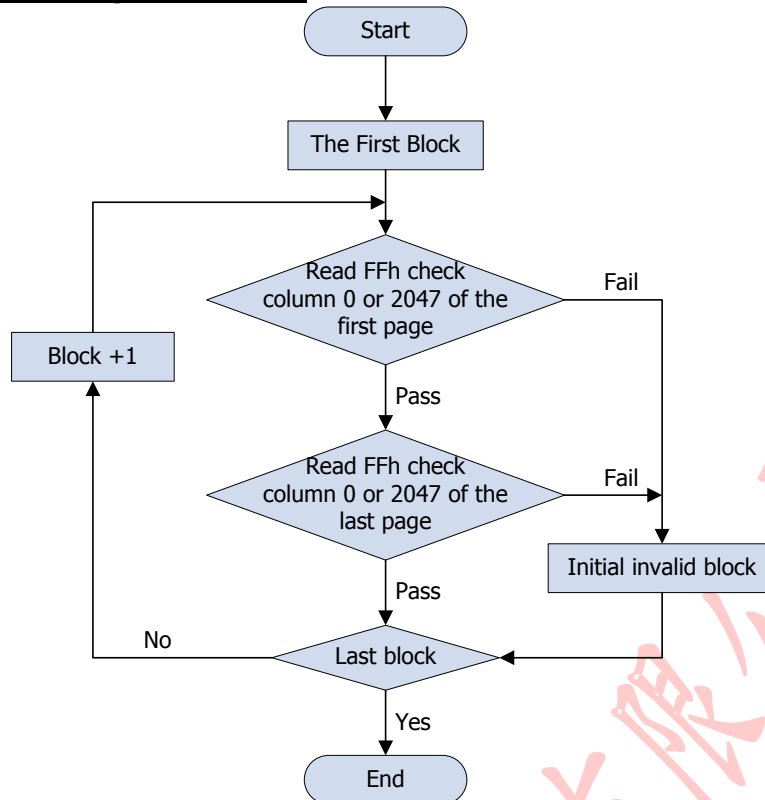 Start
The First Block
Read FFh check
column 0 or 2047 of the
first page
Fail
Block +1
Pass
Read FFh check
column 0 or 2047 of the
last page
Fail
Initial invalid block
Pass
No
Last block
Yes
End
限